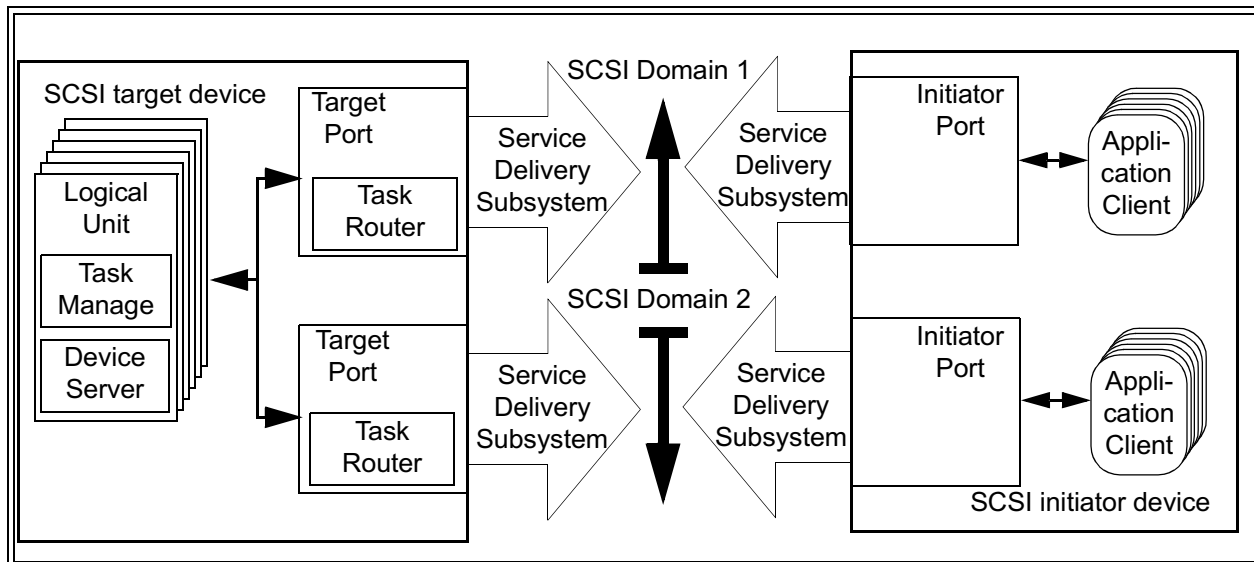 SCSI target device
Logical
Unit
Task
Manage
Device
Server
Target
Port
Task
Router
Target
Port
Task
Router
Service
Delivery
Subsystem
Service
Delivery
Subsystem
SCSI Domain 1
SCSI Domain 2
Service
Delivery
Subsystem
Service
Delivery
Subsystem
Initiator
Port
Appli-
cation
Client
Initiator
Port
Appli-
cation
Client
SCSI initiator device